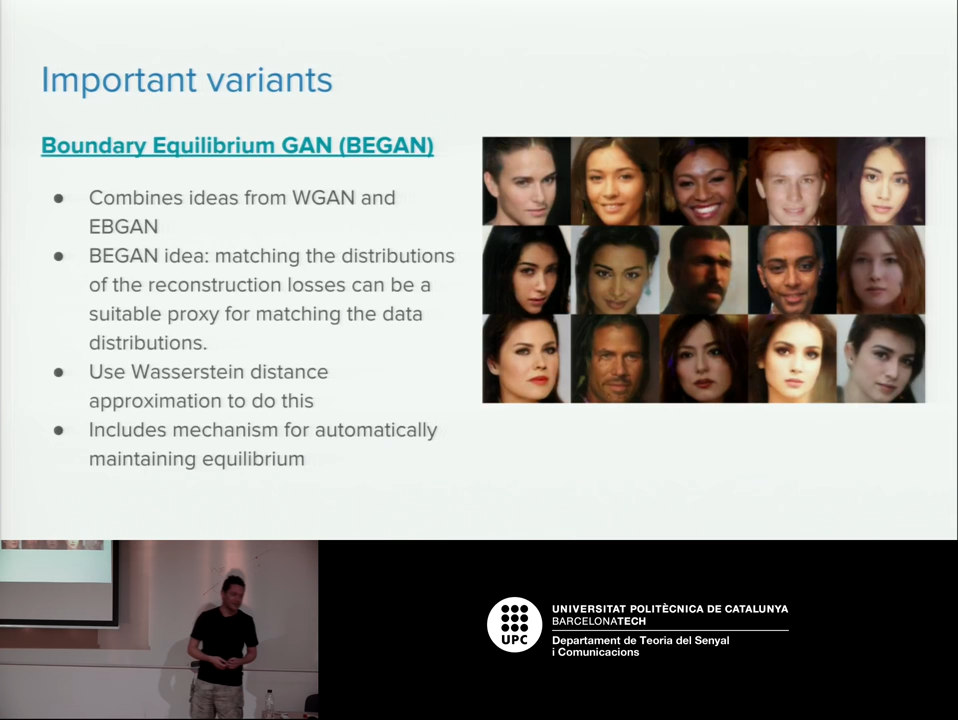 Important variants
Boundary Equilibrium GAN (BEGAN)
● Combines ideas from WGAN and
EBGAN
● BEGAN idea: matching the distributions
of the reconstruction losses can be a
suitable proxy for matching the data
distributions.
● Use Wasserstein distance
approximation to do this
● Includes mechanism for automatically
maintaining equilibrium
UPC
UNIVERSITAT POLITÈCNICA DE CATALUNYA
BARCELONATECH
Departament de Teoria del Senyal
i Comunicacions